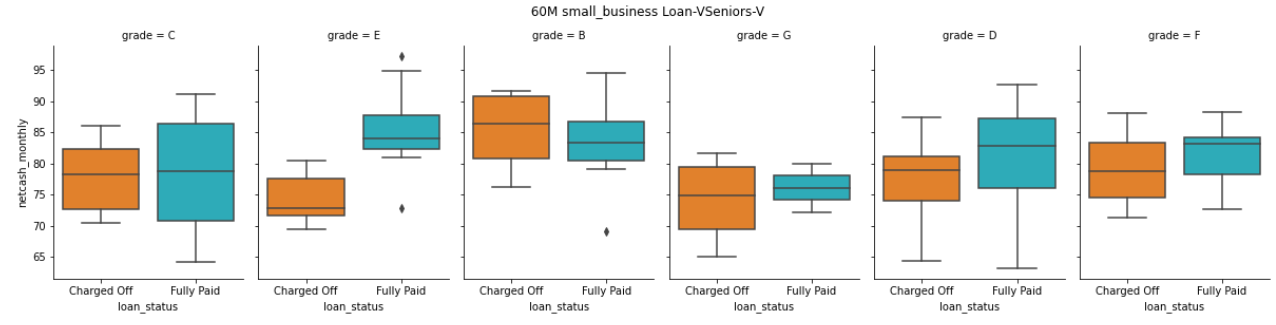 60M small_business Loan-VSeniors-V
grade = C
grade = E
grade = B
grade = G
grade = D
grade = F
netcash_monthly
95
90
85
80
75
70
65
Charged Off Fully Paid
loan_status
Charged Off Fully Paid
loan_status
Charged Off Fully Paid
loan_status
Charged Off Fully Paid
loan_status
Charged Off Fully Paid
loan_status
Charged Off Fully Paid
loan_status